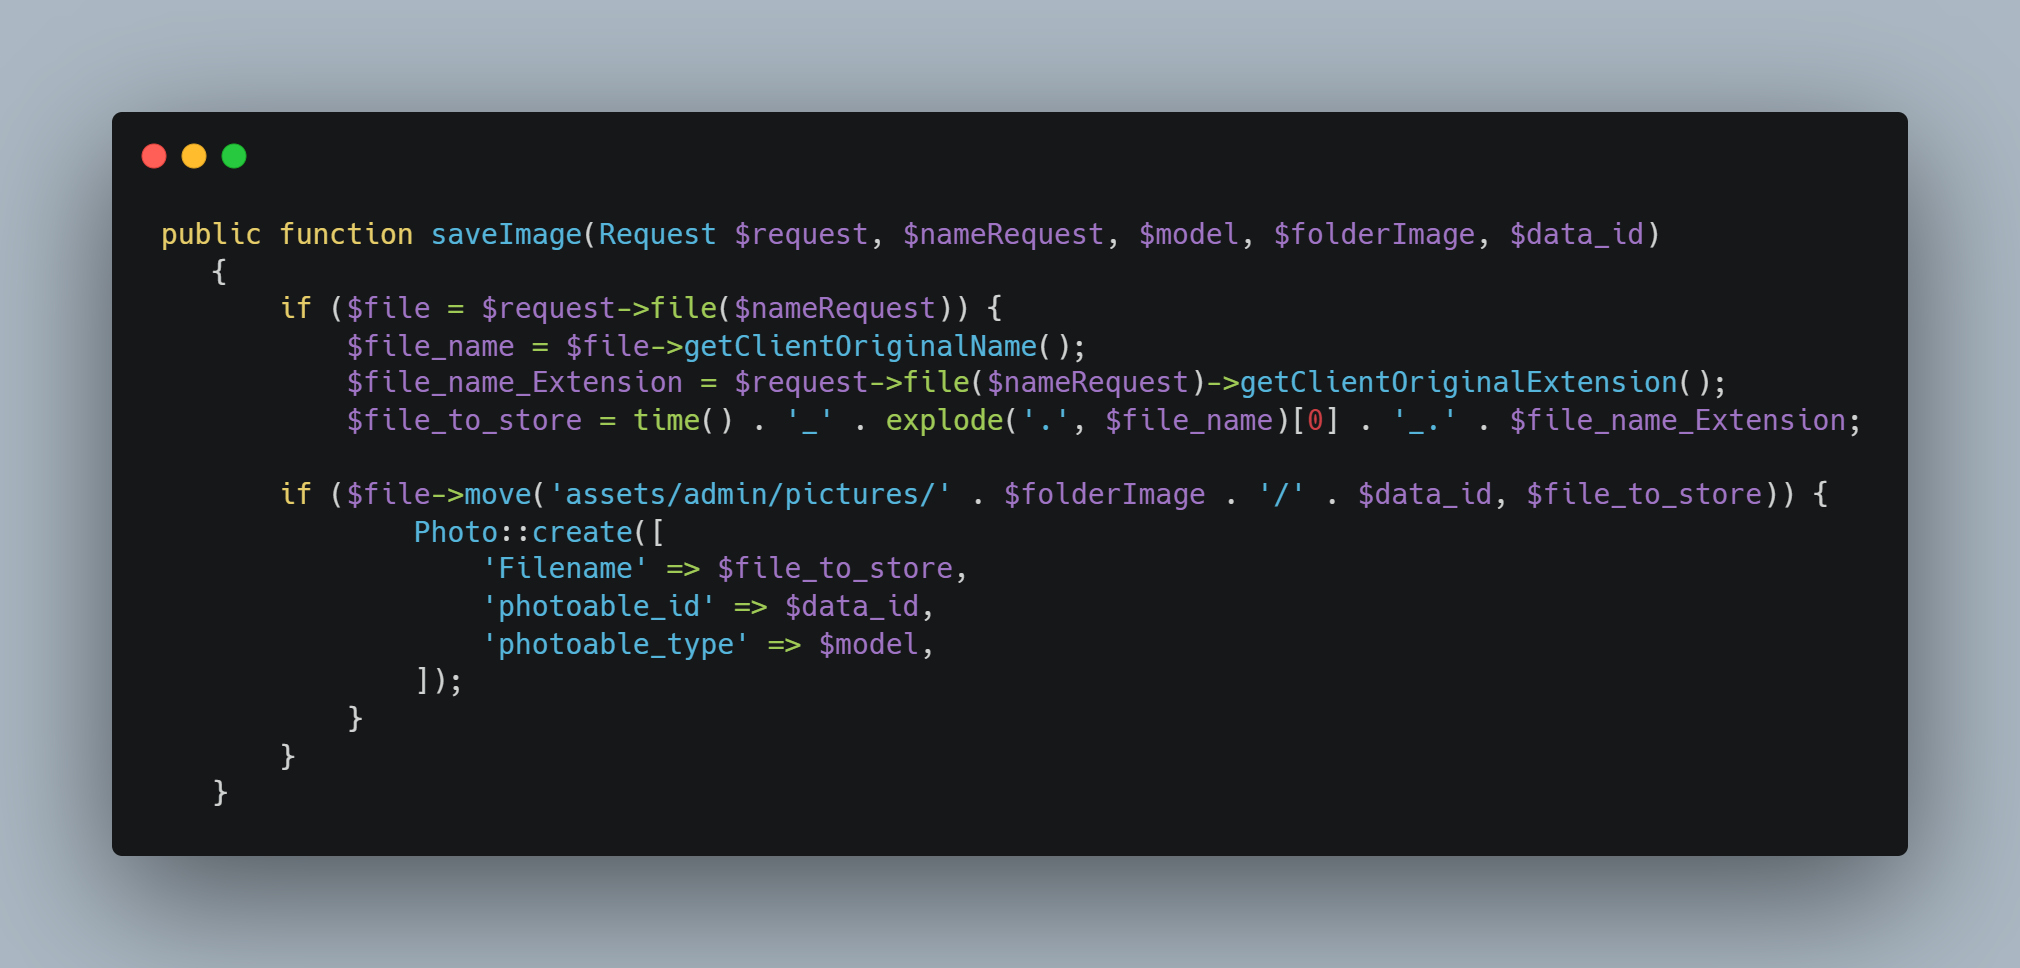 public function saveImage(Request $request, $nameRequest, $model, $folderImage, $data_id)
   {
       if ($file = $request->file($nameRequest)) {
           $file_name = $file->getClientOriginalName();
           $file_name_Extension = $request->file($nameRequest)->getClientOriginalExtension();
           $file_to_store = time() . '_' . explode('.', $file_name)[0] . '_.' . $file_name_Extension;

       if ($file->move('assets/admin/pictures/' . $folderImage . '/' . $data_id, $file_to_store)) {
               Photo::create([
                   'Filename' => $file_to_store,
                   'photoable_id' => $data_id,
                   'photoable_type' => $model,
               ]);
           }
       }
   }